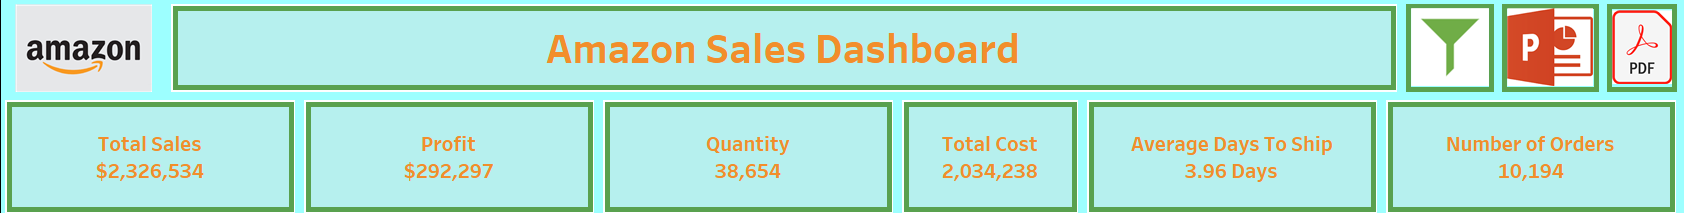 amazon
Amazon Sales Dashboard
P
PDF
Total Sales
$2,326,534
Profit
$292,297
Quantity
38,654
Total Cost
2,034,238
Average Days To Ship
3.96 Days
Number of Orders
10,194